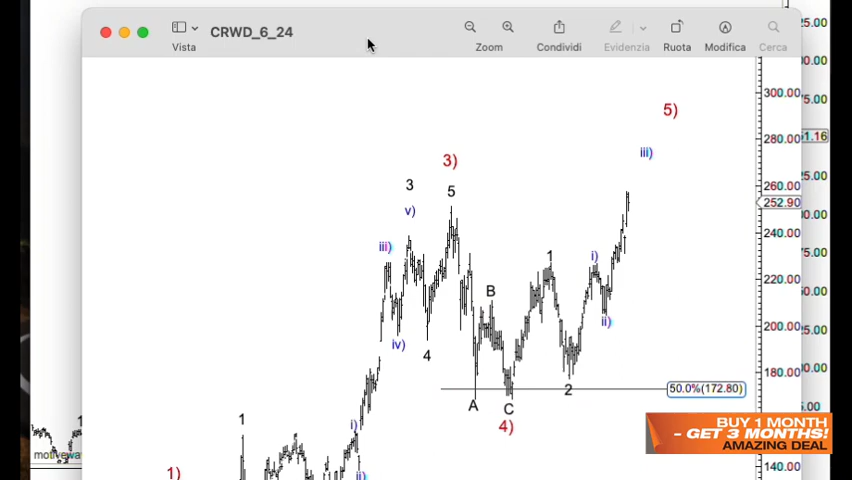 CRWD_6_24
Vista
Zoom
Condividi
Evidenzia
Ruota
Modifica
Cerca
300.00
280.00
260.00
252.90
240.00
220.00
200.00
180.00
140.00
5)
iii)
3)
3
5
v)
iii)
1
i)
B
ii)
iv)
4
50.0%(172.80)
2
A
C
4)
1
i)
1)
ii)
BUY 1 MONTH
- GET 3 MONTHS!
AMAZING DEAL
motivewa